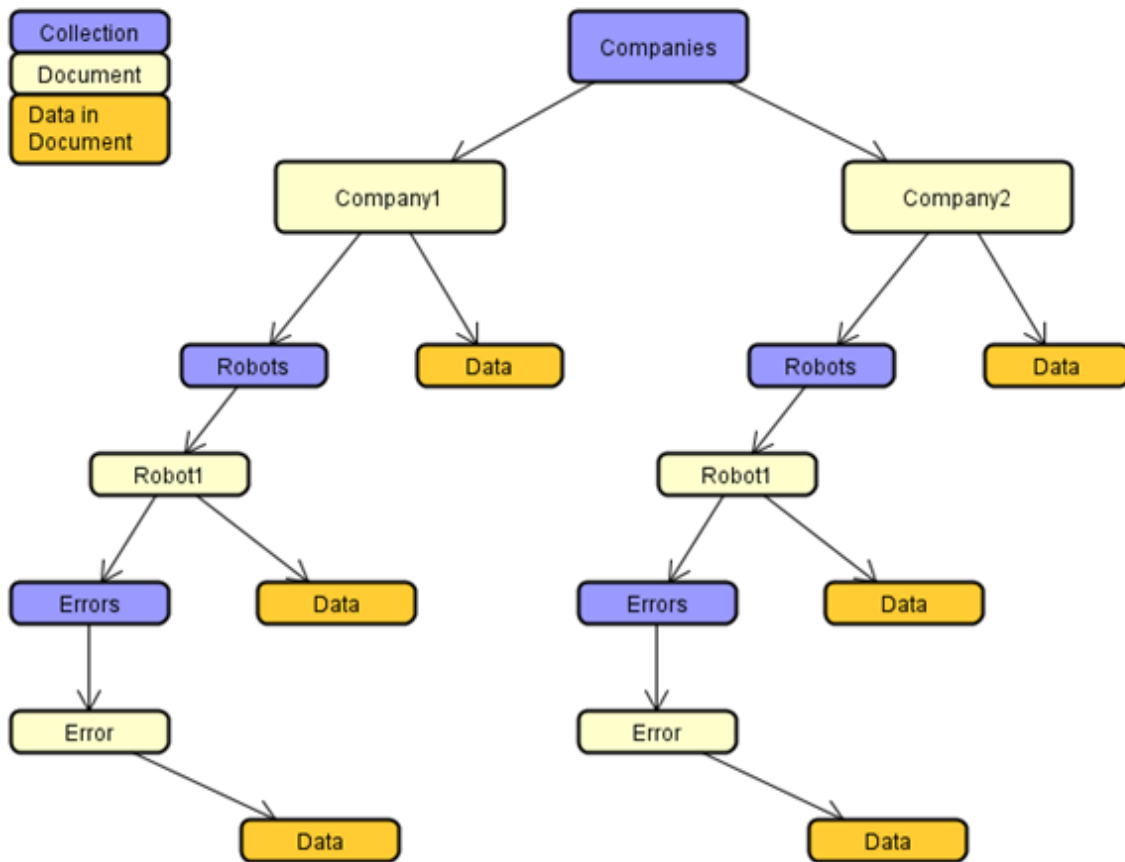 Collection
Document
Data in
Document
Companies
Company1
Company2
Robots
Data
Robots
Data
Robot1
Robot1
Errors
Data
Errors
Data
Error
Error
Data
Data